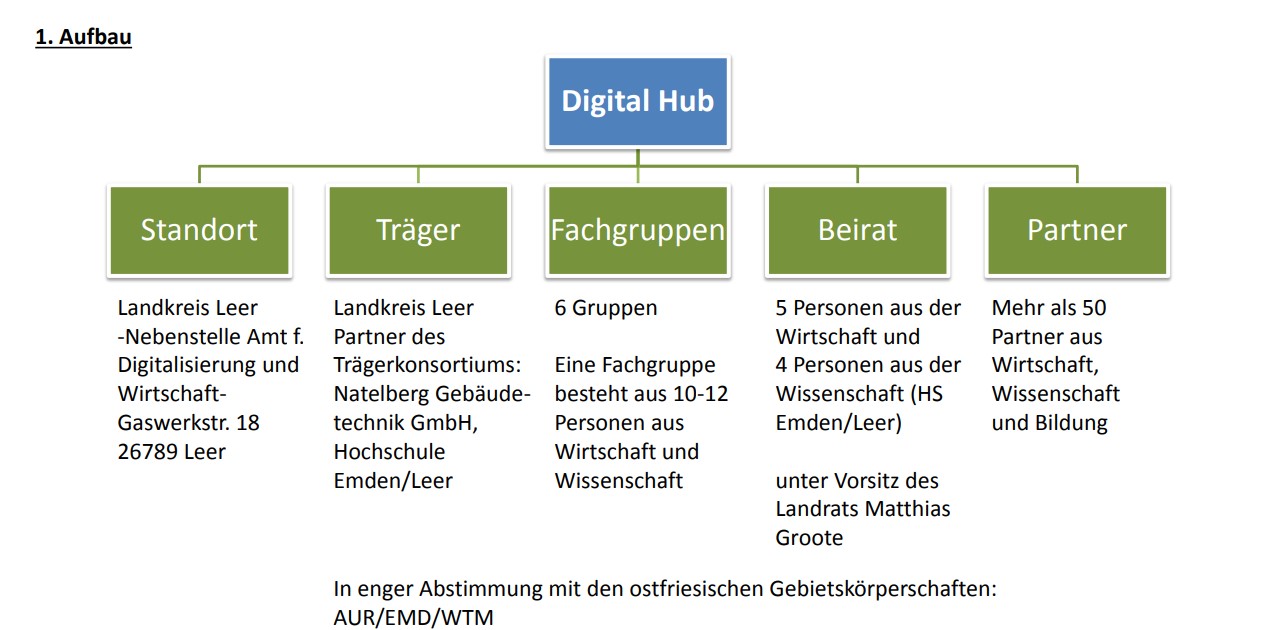 1. Aufbau
Digital Hub
Standort
Träger
Fachgruppen
Beirat
Partner
Landkreis Leer
-Nebenstelle Amt f.
Digitalisierung und
Wirtschaft-
Gaswerkstr. 18
26789 Leer
Landkreis Leer
Partner des
Trägerkonsortiums:
Natelberg Gebäude-
technik GmbH,
Hochschule
Emden/Leer
6 Gruppen
Eine Fachgruppe
besteht aus 10-12
Personen aus
Wirtschaft und
Wissenschaft
5 Personen aus der
Wirtschaft und
4 Personen aus der
Wissenschaft (HS
Emden/Leer)
unter Vorsitz des
Landrats Matthias
Groote
Mehr als 50
Partner aus
Wirtschaft,
Wissenschaft
und Bildung
In enger Abstimmung mit den ostfriesischen Gebietskörperschaften:
AUR/EMD/WTM